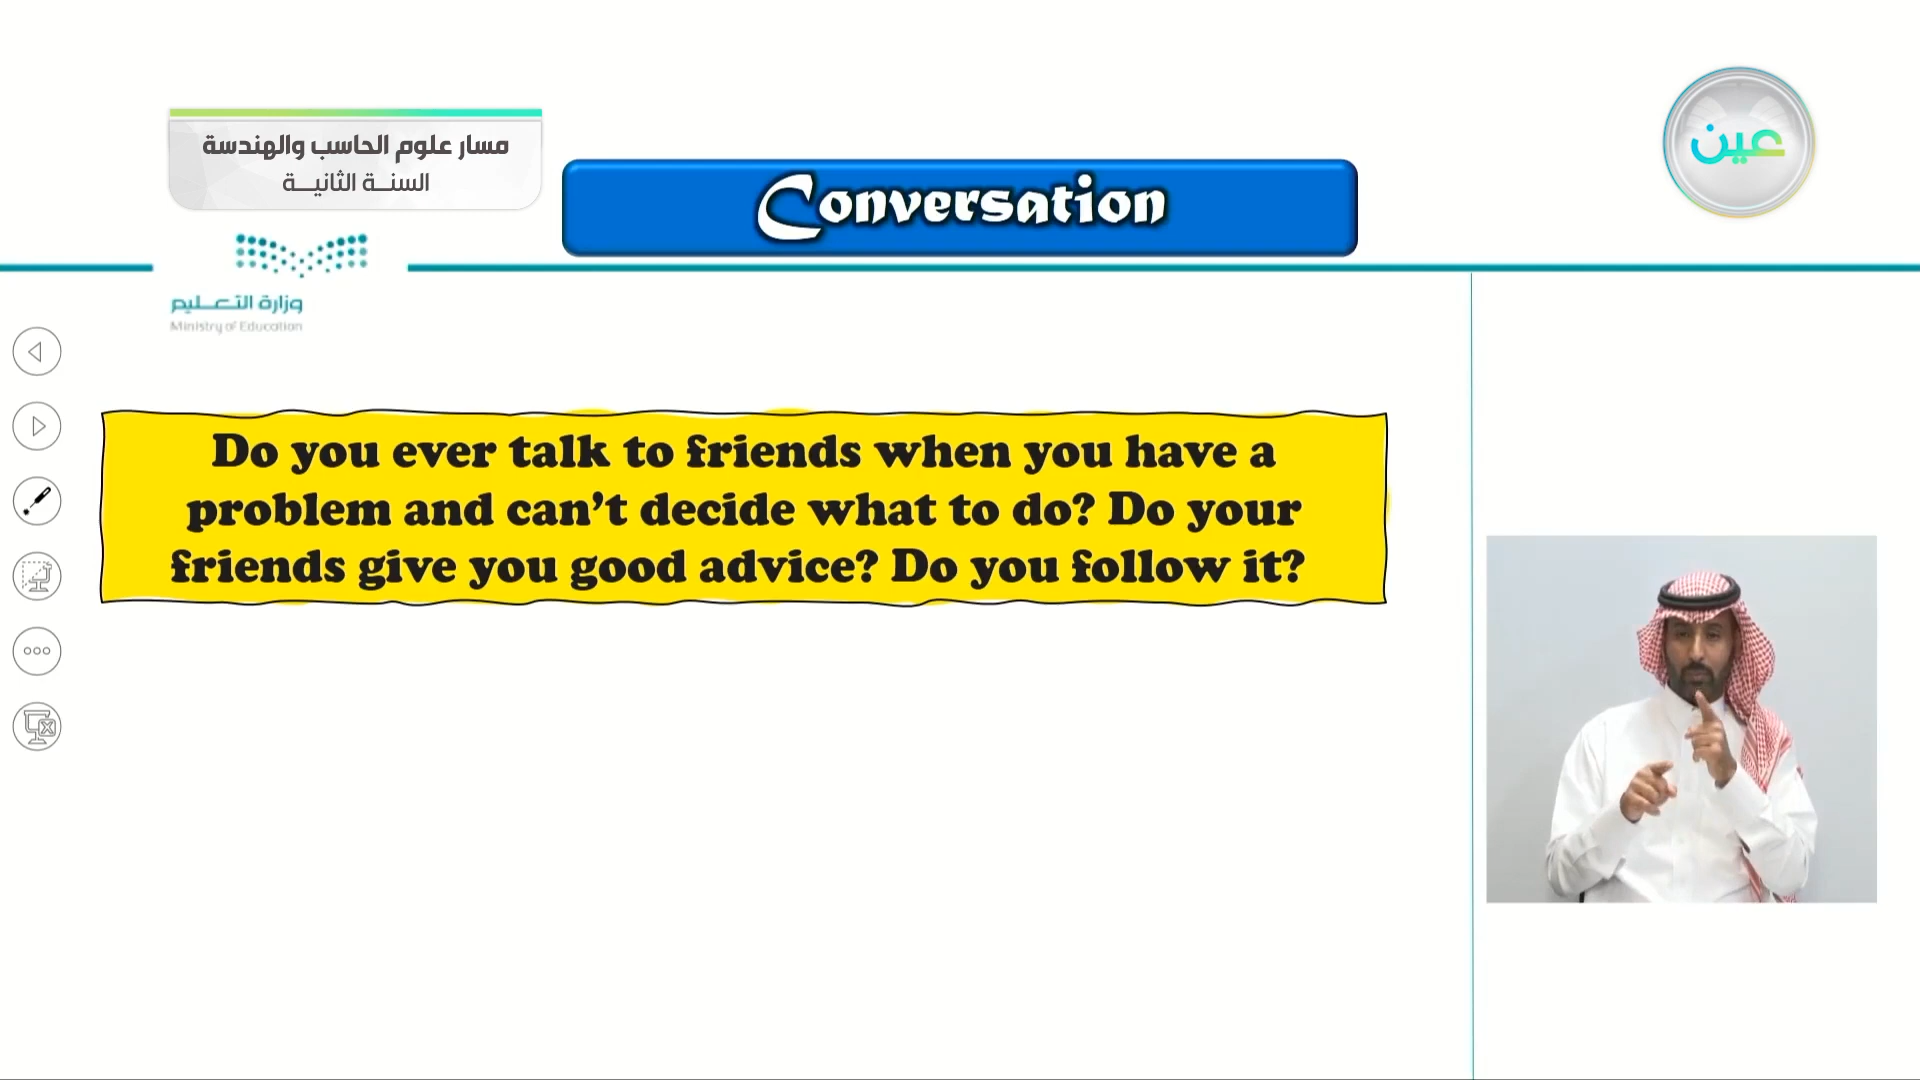 مسار علوم الحاسب والهندسة
السنة الثانية
عين
Conversation
وزارة التعليم
Ministry of Education
Do you ever talk to friends when you have a
problem and can’t decide what to do? Do your
friends give you good advice? Do you follow it?